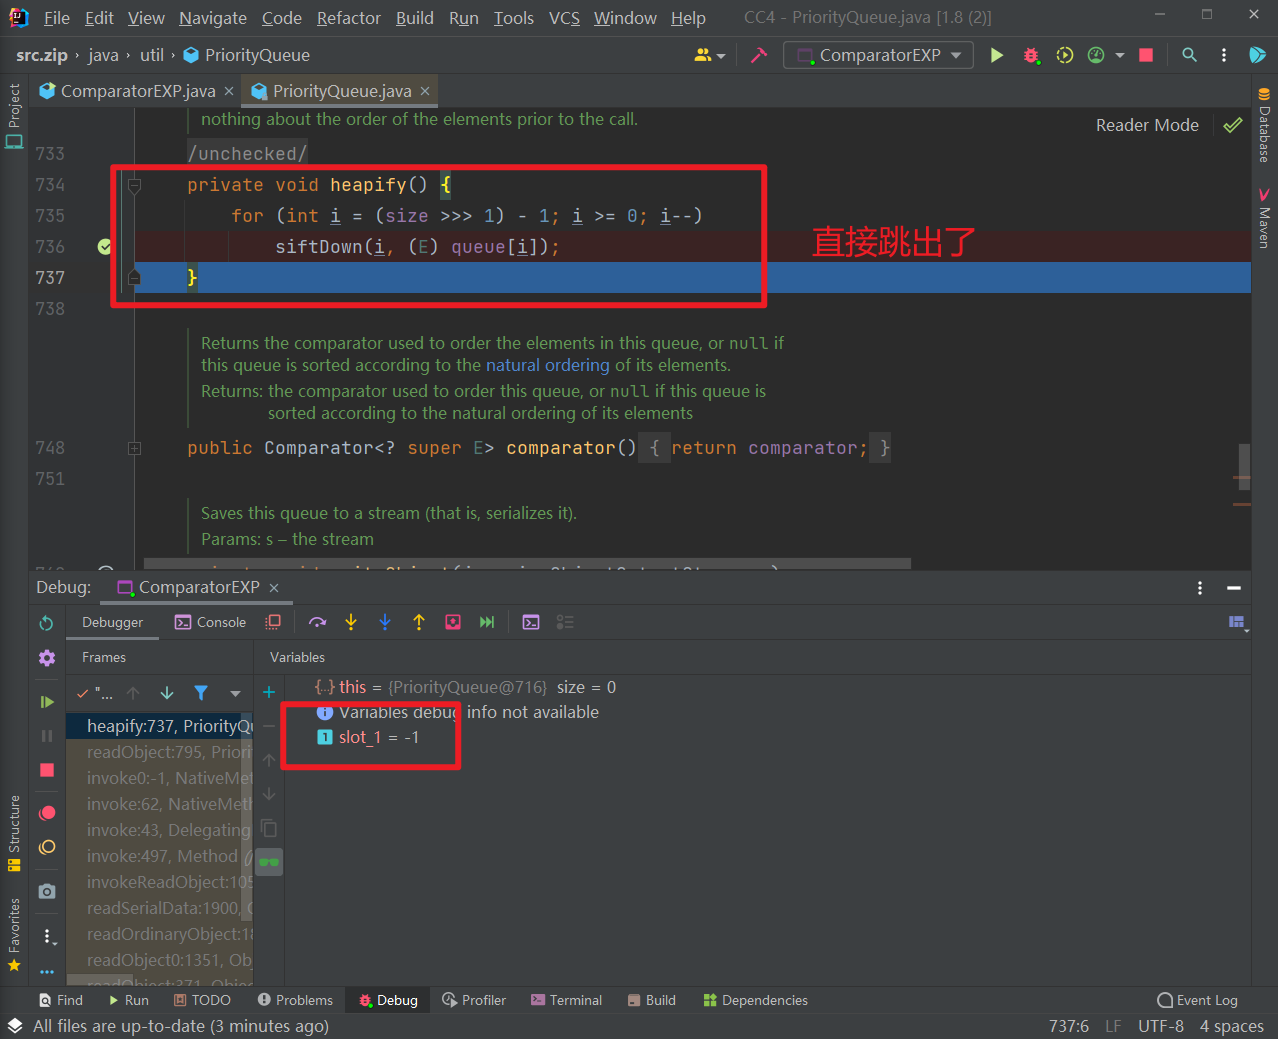 File Edit View Navigate Code Refactor Build Run Tools VCS Window Help CC4 - PriorityQueue.java [1.8 (2)]
src.zip › java › util › PriorityQueue
ComparatorEXP
ComparatorEXP.java × PriorityQueue.java ×
Project
Database
Maven
nothing about the order of the elements prior to the call.
Reader Mode
733 /unchecked/
734 private void heapify() {
735 for (int i = (size >>> 1) - 1; i >= 0; i--)
736 siftDown(i, (E) queue[i]);
直接跳出了
737 }
738
Returns the comparator used to order the elements in this queue, or null if
this queue is sorted according to the natural ordering of its elements.
Returns: the comparator used to order this queue, or null if this queue is
sorted according to the natural ordering of its elements
748 public Comparator<? super E> comparator() { return comparator; }
751
Saves this queue to a stream (that is, serializes it).
Params: s – the stream
Debug: ComparatorEXP ×
Debugger Console
Frames Variables
"...
this = {PriorityQueue@716} size = 0
Variables debug info not available
slot_1 = -1
heapify:737, PriorityQu
readObject:795, Priorit
invoke0:-1, NativeMet
invoke:62, NativeMeth
invoke:43, Delegating
invoke:497, Method (j
invokeReadObject:105
readSerialData:1900, O
readOrdinaryObject:18
readObject0:1351, Obj
Structure
Favorites
Find Run TODO Problems Debug Profiler Terminal Build Dependencies Event Log
All files are up-to-date (3 minutes ago) 737:6 LF UTF-8 4 spaces